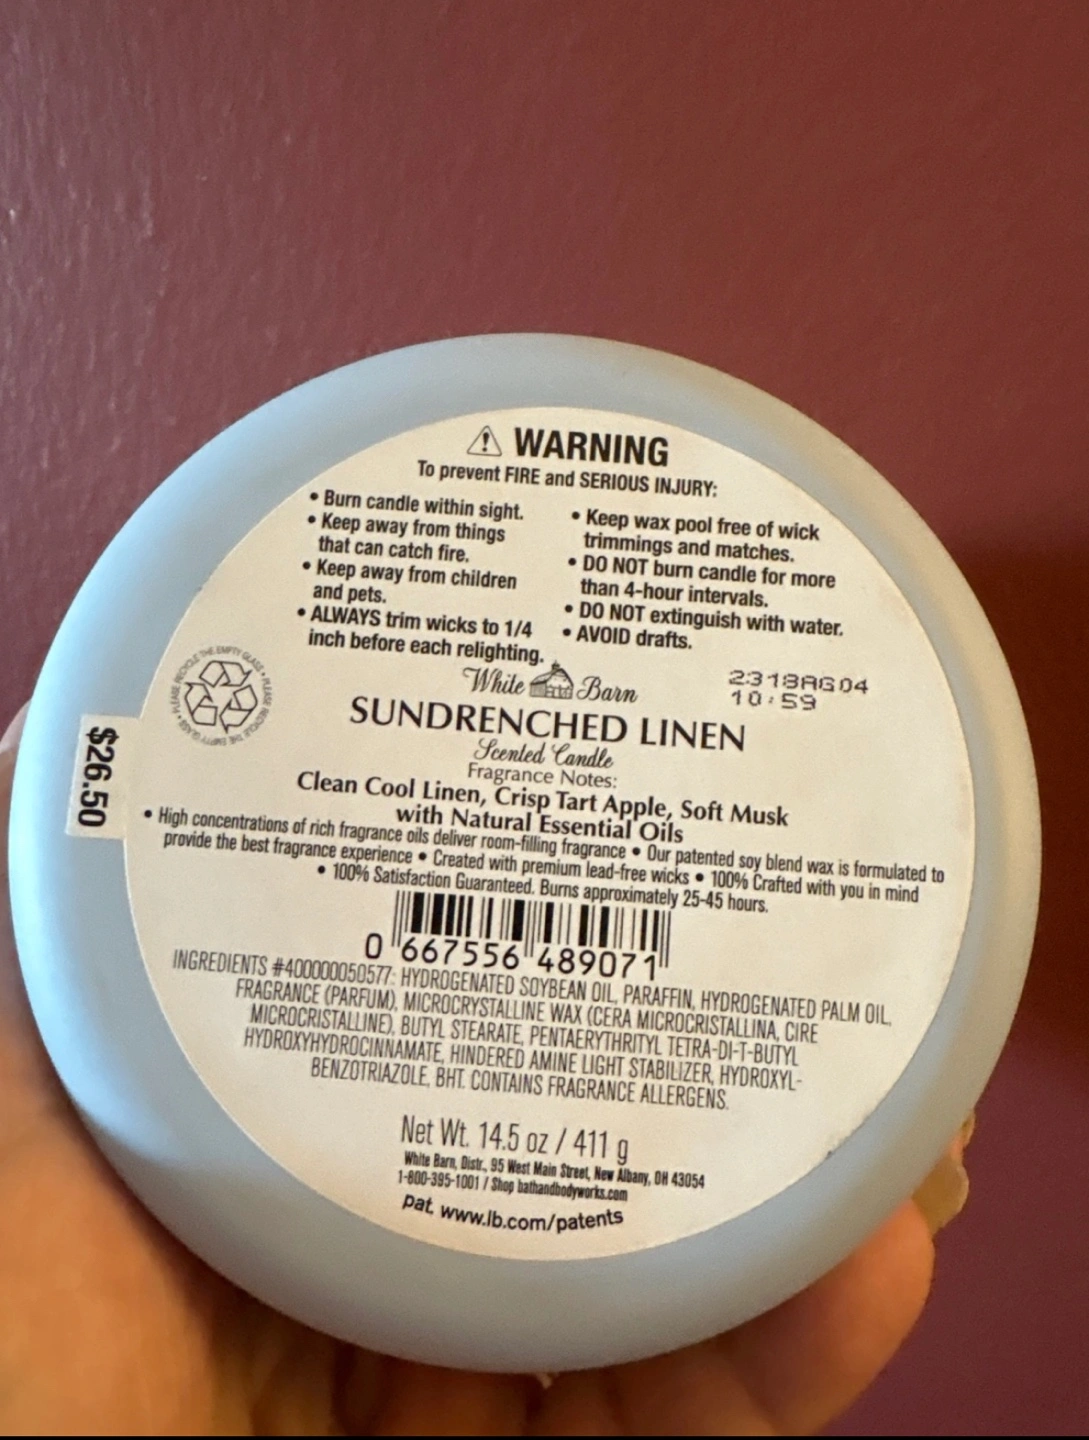 WARNING
To prevent FIRE and SERIOUS INJURY:
• Burn candle within sight.
• Keep away from things
that can catch fire.
• Keep away from children
and pets.
• ALWAYS trim wicks to 1/4
inch before each relighting.
• Keep wax pool free of wick
trimmings and matches.
• DO NOT burn candle for more
than 4-hour intervals.
• DO NOT extinguish with water.
• AVOID drafts.
PLEASE RECYCLE THE EMPTY GLASS • PLEASE RECYCLE THE EMPTY GLASS •
White Barn
2318AG04
10:59
SUNDRENCHED LINEN
Scented Candle
Fragrance Notes:
Clean Cool Linen, Crisp Tart Apple, Soft Musk
with Natural Essential Oils
$26.50
• High concentrations of rich fragrance oils deliver room-filling fragrance • Our patented soy blend wax is formulated to
provide the best fragrance experience • Created with premium lead-free wicks • 100% Crafted with you in mind
• 100% Satisfaction Guaranteed. Burns approximately 25-45 hours.
0 667556 489071
INGREDIENTS #400000050577: HYDROGENATED SOYBEAN OIL, PARAFFIN, HYDROGENATED PALM OIL,
FRAGRANCE (PARFUM), MICROCRYSTALLINE WAX (CERA MICROCRISTALLINA, CIRE
MICROCRISTALLINE), BUTYL STEARATE, PENTAERYTHRITYL TETRA-DI-T-BUTYL
HYDROXYHYDROCINNAMATE, HINDERED AMINE LIGHT STABILIZER, HYDROXYL-
BENZOTRIAZOLE, BHT. CONTAINS FRAGRANCE ALLERGENS.
Net Wt. 14.5 oz / 411 g
White Barn, Distr., 95 West Main Street, New Albany, OH 43054
1-800-395-1001 / Shop bathandbodyworks.com
Pat. www.lb.com/patents